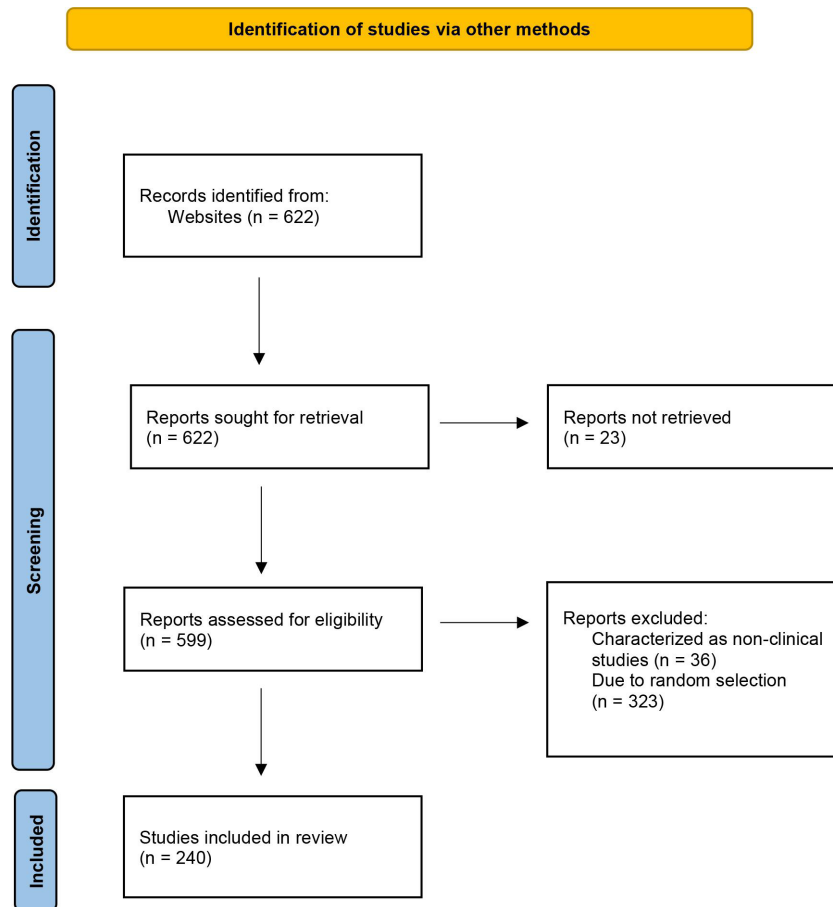 Identification of studies via other methods
Identification
Records identified from:
Websites (n = 622)
Screening
Reports sought for retrieval
(n = 622)
Reports not retrieved
(n = 23)
Reports assessed for eligibility
(n = 599)
Reports excluded:
Characterized as non-clinical
studies (n = 36)
Due to random selection
(n = 323)
Included
Studies included in review
(n = 240)